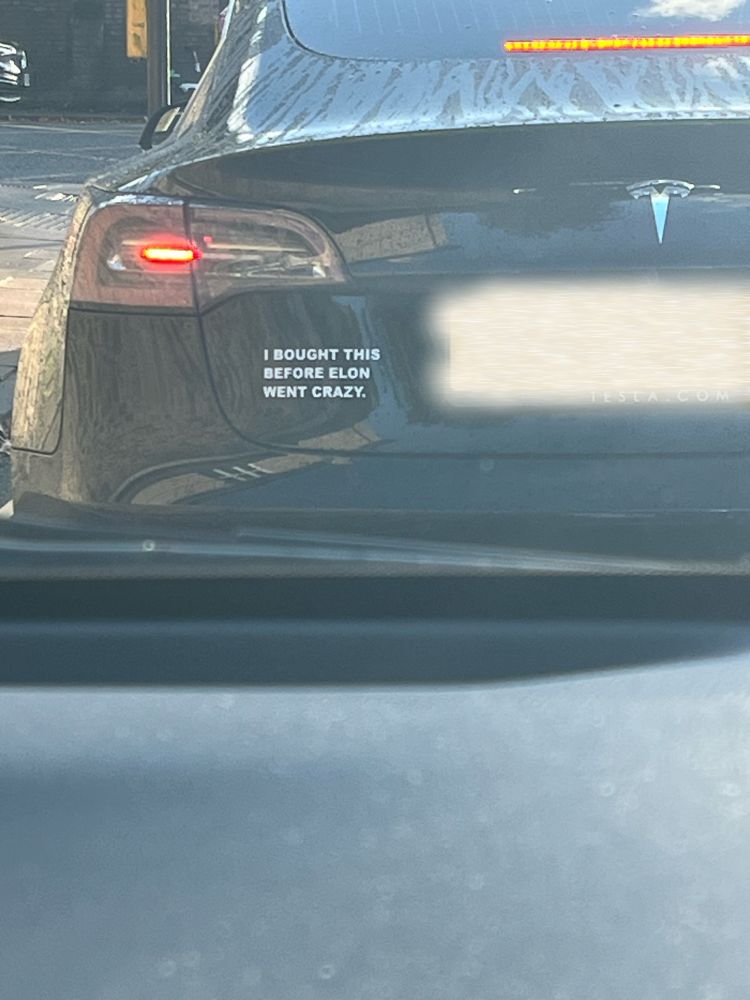 I BOUGHT THIS
BEFORE ELON
WENT CRAZY.
TESLA.COM